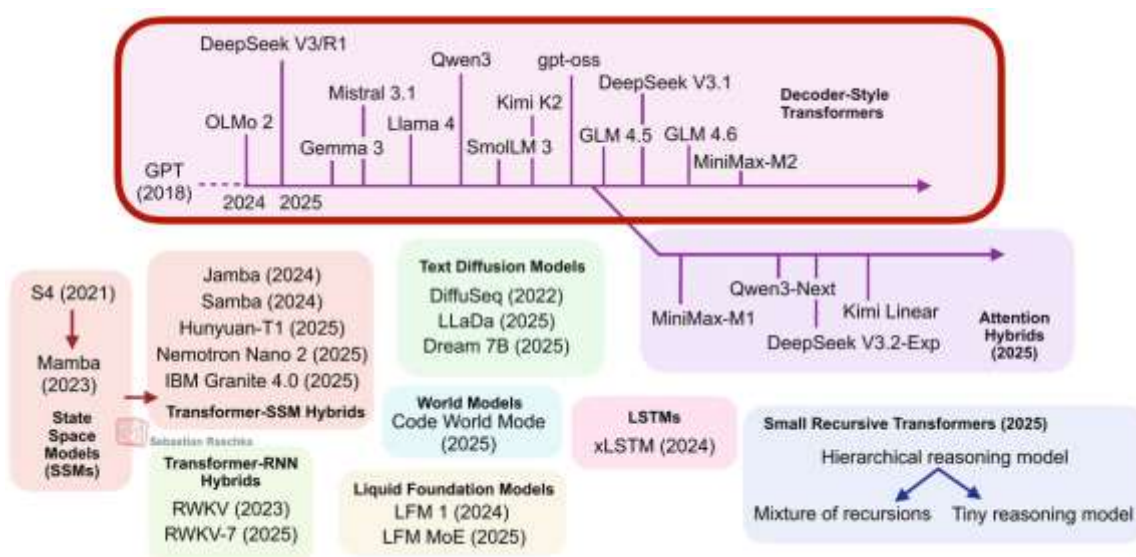 DeepSeek V3/R1
Qwen3
gpt-oss
DeepSeek V3.1
Mistral 3.1
Kimi K2
Decoder-Style
Transformers
OLMo 2
Llama 4
GLM 4.5
GLM 4.6
Gemma 3
SmolLM 3
MiniMax-M2
GPT
(2018)
2024
2025
S4 (2021)
Mamba
(2023)
State
Space
Models
(SSMs)
Jamba (2024)
Samba (2024)
Hunyuan-T1 (2025)
Nemotron Nano 2 (2025)
IBM Granite 4.0 (2025)
Transformer-SSM Hybrids
Sebastian Raschka
Text Diffusion Models
DiffuSeq (2022)
LLaDa (2025)
Dream 7B (2025)
MiniMax-M1
Qwen3-Next
Kimi Linear
DeepSeek V3.2-Exp
Attention
Hybrids
(2025)
World Models
Code World Mode
(2025)
LSTMs
xLSTM (2024)
Small Recursive Transformers (2025)
Hierarchical reasoning model
Mixture of recursions
Tiny reasoning model
Transformer-RNN
Hybrids
RWKV (2023)
RWKV-7 (2025)
Liquid Foundation Models
LFM 1 (2024)
LFM MoE (2025)